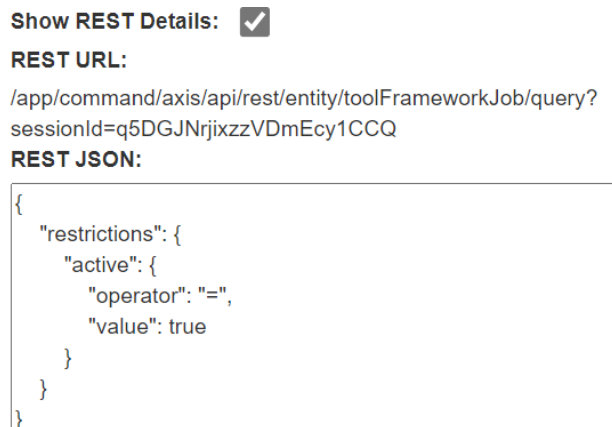 Show REST Details:
REST URL:
/app/command/axis/api/rest/entity/toolFrameworkJob/query?
sessionId=q5DGJNrjixzzVDmEcy1CCQ
REST JSON:
{
"restrictions": {
"active": {
"operator": "=",
"value": true
}
}
}